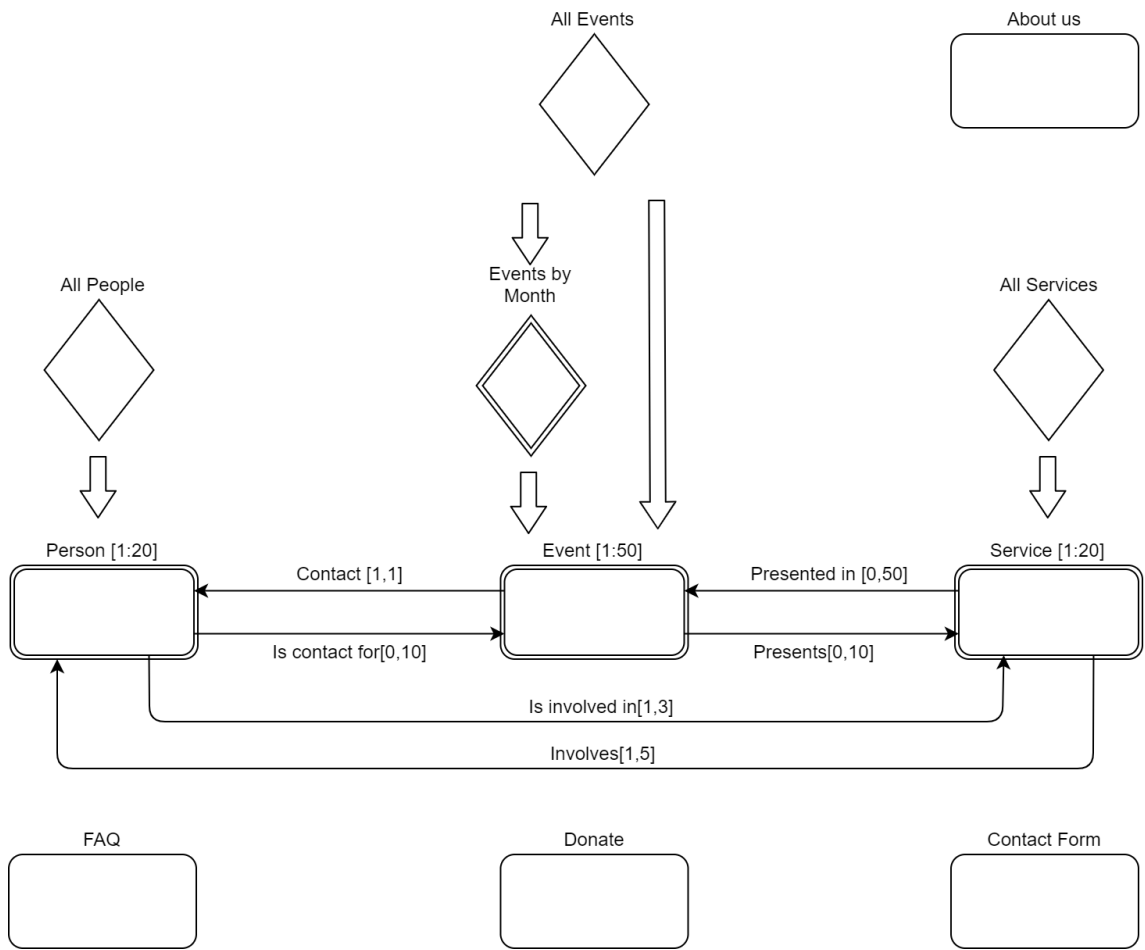 All Events
About us
Events by
Month
All People
All Services
Person [1:20]
Event [1:50]
Service [1:20]
Contact [1,1]
Presented in [0,50]
Is contact for[0,10]
Presents[0,10]
Is involved in[1,3]
Involves[1,5]
FAQ
Donate
Contact Form